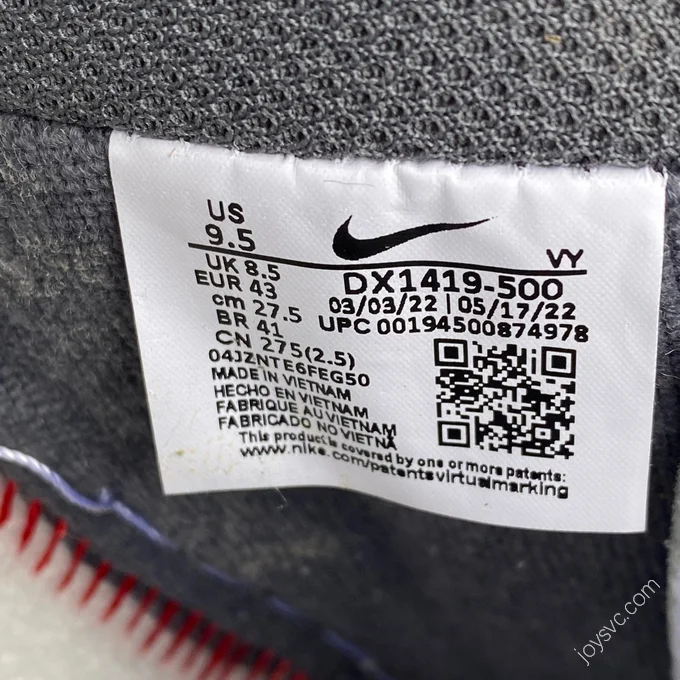 US
9.5
VY
UK 8.5
DX1419-500
EUR 43
03/03/22 | 05/17/22
cm 27.5
UPC 00194500874978
BR 41
CN 275(2.5)
04JZNTE6FEG50
MADE IN VIETNAM
HECHO EN VIETNAM
FABRIQUE AU VIETNAM
FABRICADO NO VIETNÃ
This product is covered by one or more patents:
www.nike.com/patentsvirtualmarking
joysvc.com